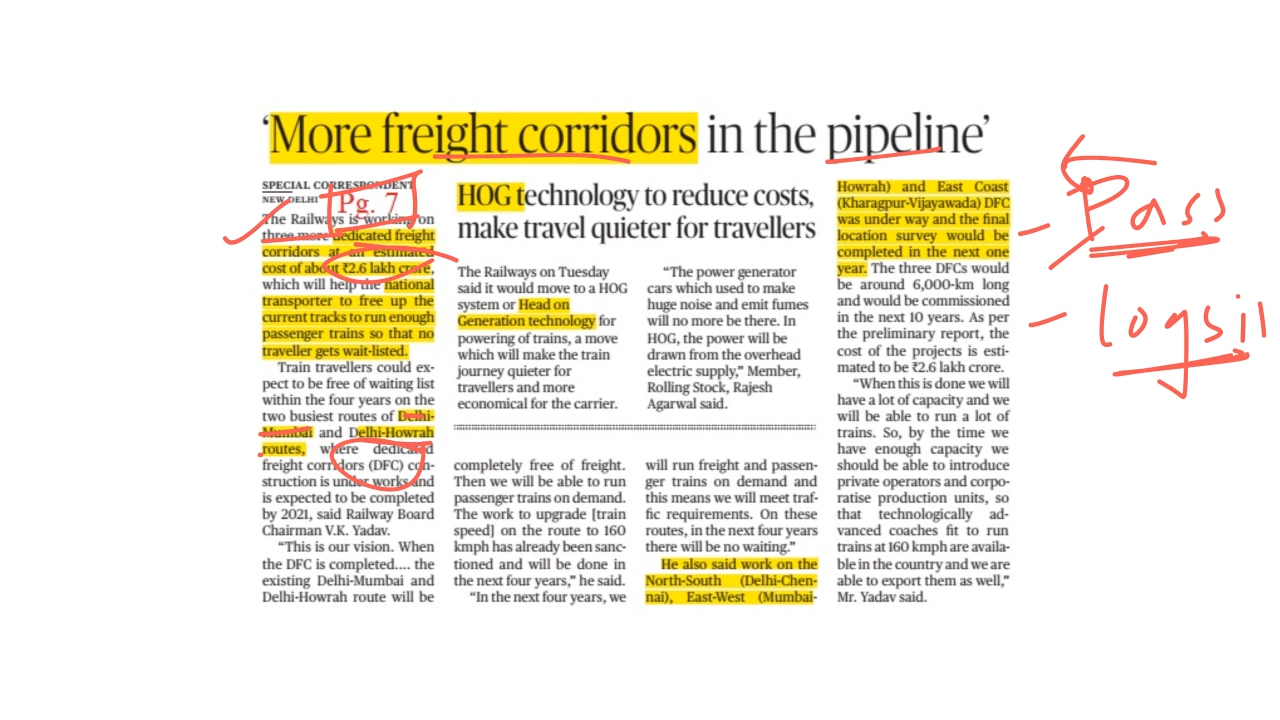 ‘More freight corridors in the pipeline’
SPECIAL CORRESPONDENT
NEW DELHI
Pg. 7
The Railways is working on
three more dedicated freight
corridors at an estimated
cost of about ₹2.6 lakh crore,
which will help the national
transporter to free up the
current tracks to run enough
passenger trains so that no
traveller gets wait-listed.
Train travellers could ex-
pect to be free of waiting list
within the four years on the
two busiest routes of Delhi-
Mumbai and Delhi-Howrah
routes, where dedicated
freight corridors (DFC) con-
struction is under works and
is expected to be completed
by 2021, said Railway Board
Chairman V.K. Yadav.
“This is our vision. When
the DFC is completed.... the
existing Delhi-Mumbai and
Delhi-Howrah route will be
HOG technology to reduce costs,
make travel quieter for travellers
The Railways on Tuesday
said it would move to a HOG
system or Head on
Generation technology for
powering of trains, a move
which will make the train
journey quieter for
travellers and more
economical for the carrier.
“The power generator
cars which used to make
huge noise and emit fumes
will no more be there. In
HOG, the power will be
drawn from the overhead
electric supply,” Member,
Rolling Stock, Rajesh
Agarwal said.
completely free of freight.
Then we will be able to run
passenger trains on demand.
The work to upgrade [train
speed] on the route to 160
kmph has already been sanc-
tioned and will be done in
the next four years,” he said.
“In the next four years, we
will run freight and passen-
ger trains on demand and
this means we will meet traf-
fic requirements. On these
routes, in the next four years
there will be no waiting.”
He also said work on the
North-South (Delhi-Chen-
nai), East-West (Mumbai-
Howrah) and East Coast
(Kharagpur-Vijayawada) DFC
was under way and the final
location survey would be
completed in the next one
year. The three DFCs would
be around 6,000-km long
and would be commissioned
in the next 10 years. As per
the preliminary report, the
cost of the projects is esti-
mated to be ₹2.6 lakh crore.
“When this is done we will
have a lot of capacity and we
will be able to run a lot of
trains. So, by the time we
have enough capacity we
should be able to introduce
private operators and corpo-
ratise production units, so
that technologically ad-
vanced coaches fit to run
trains at 160 kmph are availa-
ble in the country and we are
able to export them as well,”
Mr. Yadav said.
- Pass